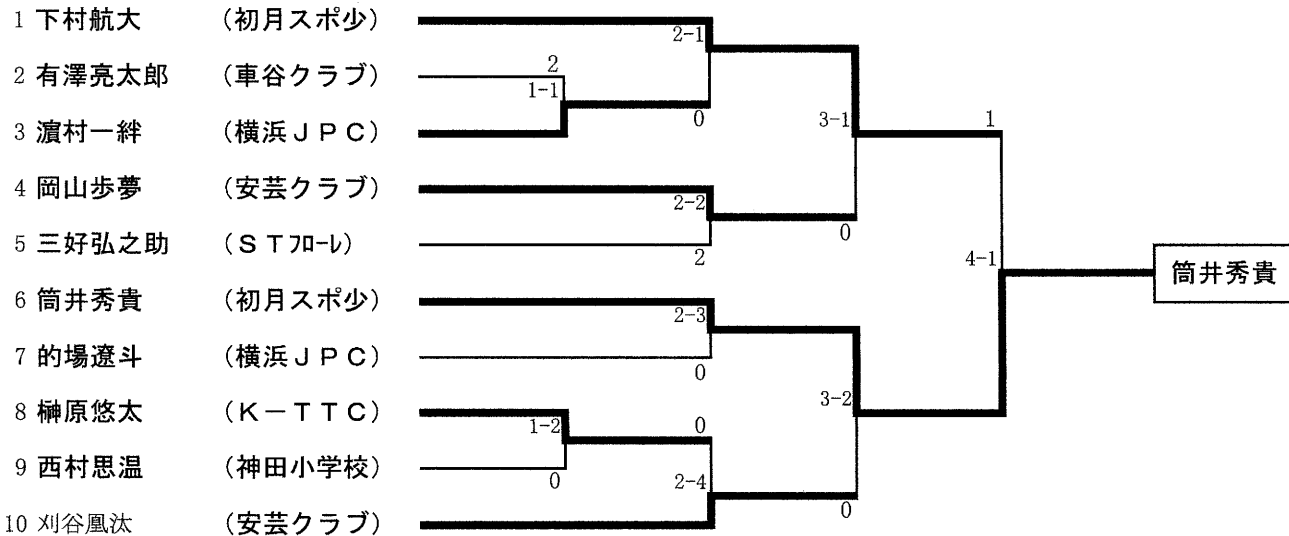 1 下村航大 (初月スポ少)
2-1
2 有澤亮太郎 (車谷クラブ) 2
1-1
3 濵村一絆 (横浜JPC) 0 3-1 1
4 岡山歩夢 (安芸クラブ)
2-2
0
5 三好弘之助 (STフローレ) 2
4-1 筒井秀貴
6 筒井秀貴 (初月スポ少)
2-3
7 的場遼斗 (横浜JPC) 0
3-2
8 榊原悠太 (K-TTC)
1-2 0
9 西村思温 (神田小学校) 0 2-4
0
10 刈谷凰汰 (安芸クラブ)